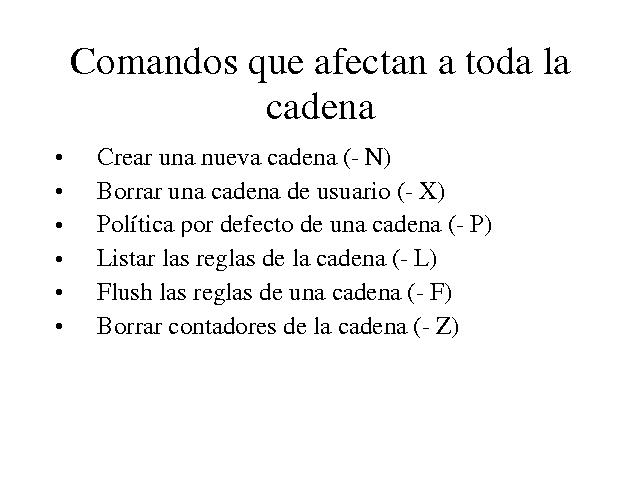 Comandos que afectan a toda la
cadena
• Crear una nueva cadena (- N)
• Borrar una cadena de usuario (- X)
• Política por defecto de una cadena (- P)
• Listar las reglas de la cadena (- L)
• Flush las reglas de una cadena (- F)
• Borrar contadores de la cadena (- Z)